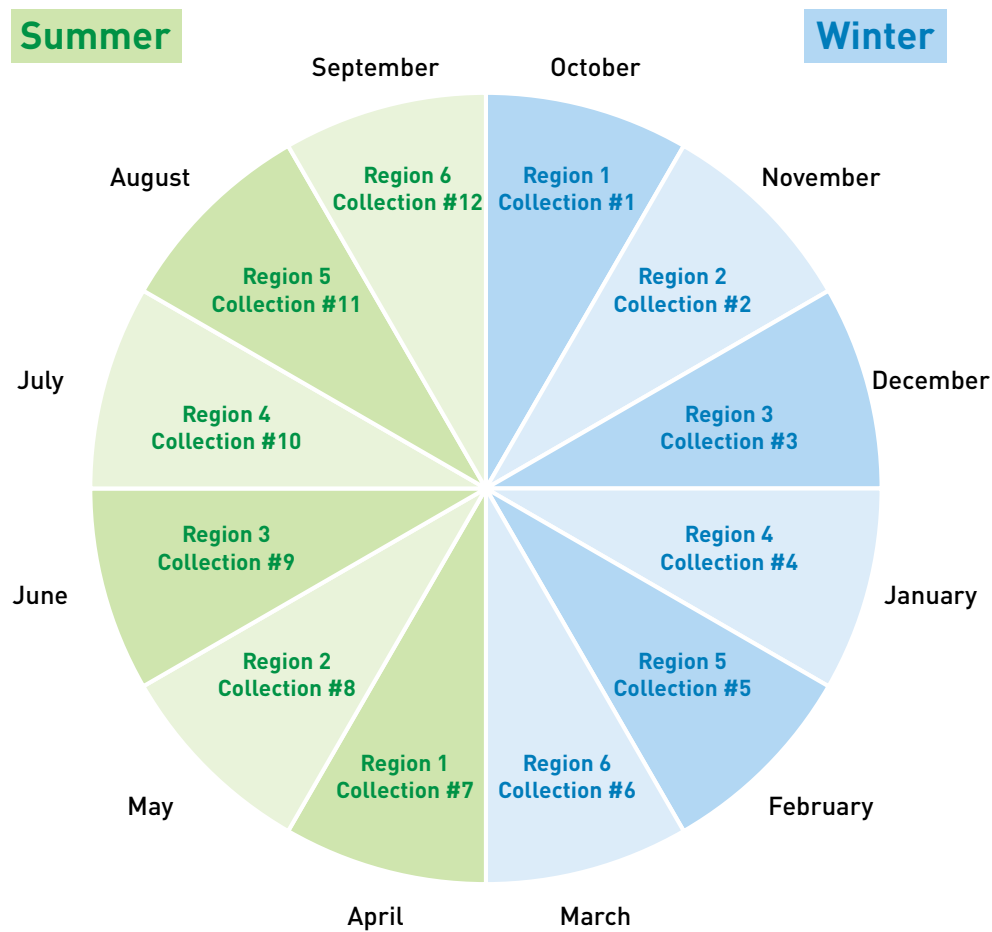 Summer
Winter
September
October
August
November
Region 6
Collection #12
Region 1
Collection #1
Region 5
Collection #11
Region 2
Collection #2
July
December
Region 4
Collection #10
Region 3
Collection #3
Region 3
Collection #9
Region 4
Collection #4
June
January
Region 2
Collection #8
Region 5
Collection #5
Region 1
Collection #7
Region 6
Collection #6
May
February
April
March